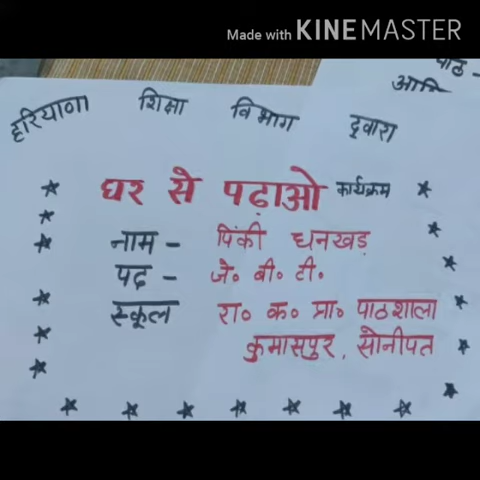 Made with KINEMASTER
पाठ -
हरियाणा शिक्षा विभाग द्वारा
घर से पढ़ाओ कार्यक्रम
नाम - पिंकी धनखड़
पद - जे० बी० टी०
स्कूल रा० क० प्रा० पाठशाला
कुमासपुर, सोनीपत